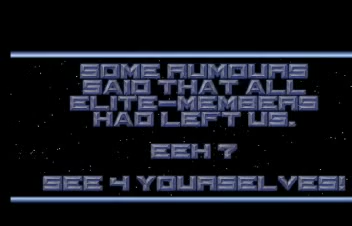 SOME RUMOURS
SAID THAT ALL
ELITE-MEMBERS
HAD LEFT US.
EEH ?
SEE 4 YOURSELVES!